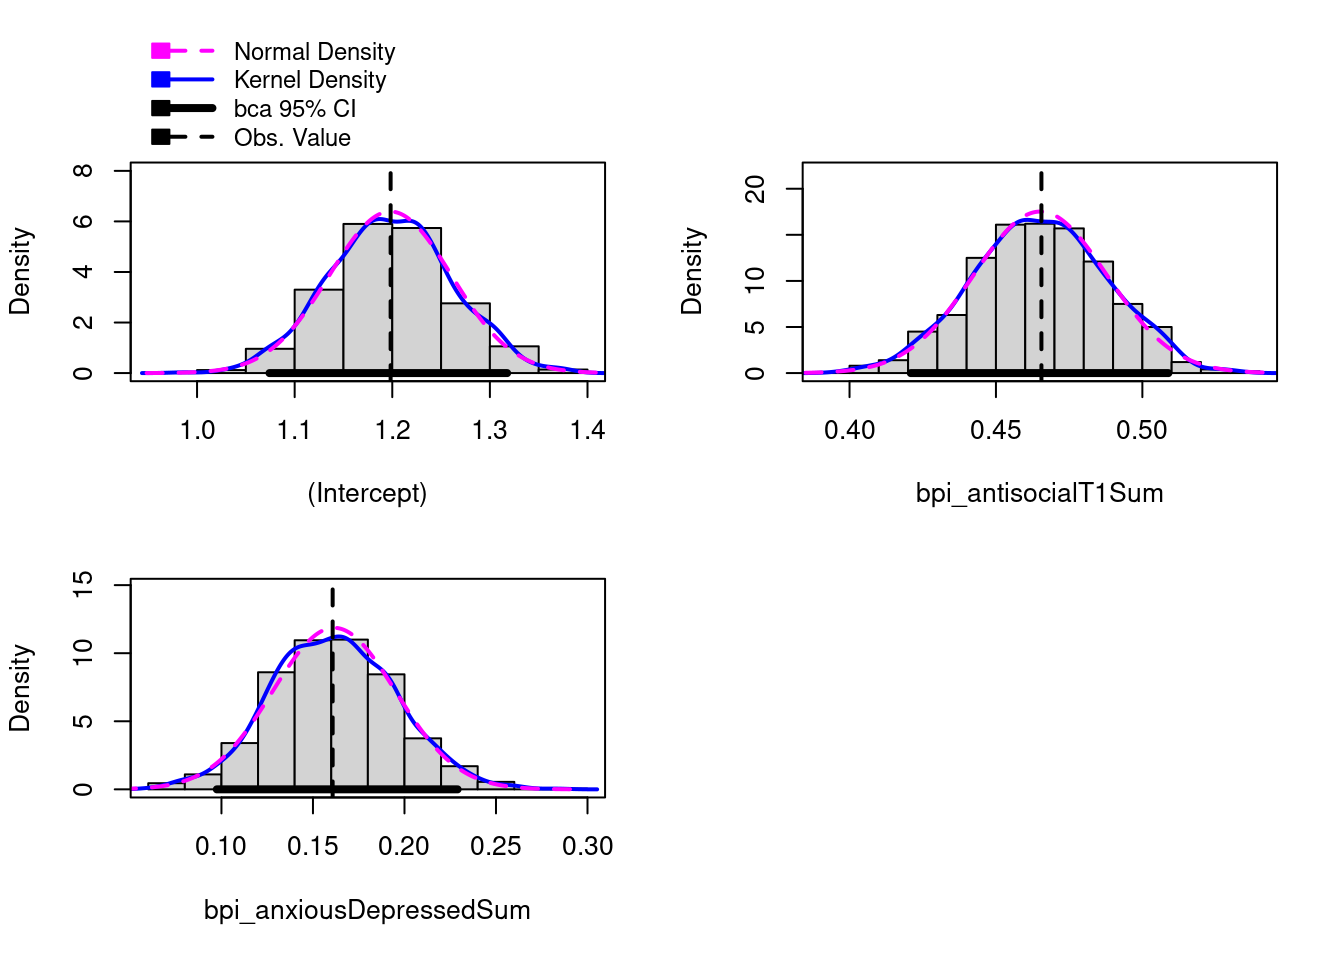 Normal Density
Kernel Density
bca 95% CI
Obs. Value
Density
0
2
4
6
8
1.0 1.1 1.2 1.3 1.4
(Intercept)
Density
0
5
10
20
0.40 0.45 0.50
bpi_antisocialT1Sum
Density
0
5
10
15
0.10 0.15 0.20 0.25 0.30
bpi_anxiousDepressedSum